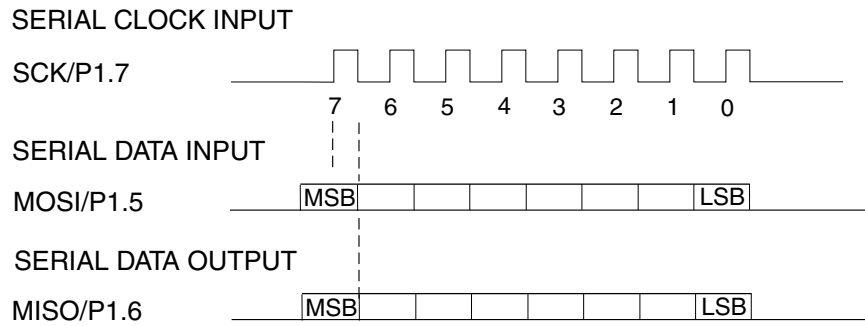 SERIAL CLOCK INPUT
SCK/P1.7
7 6 5 4 3 2 1 0
SERIAL DATA INPUT
MOSI/P1.5 MSB LSB
SERIAL DATA OUTPUT
MISO/P1.6 MSB LSB